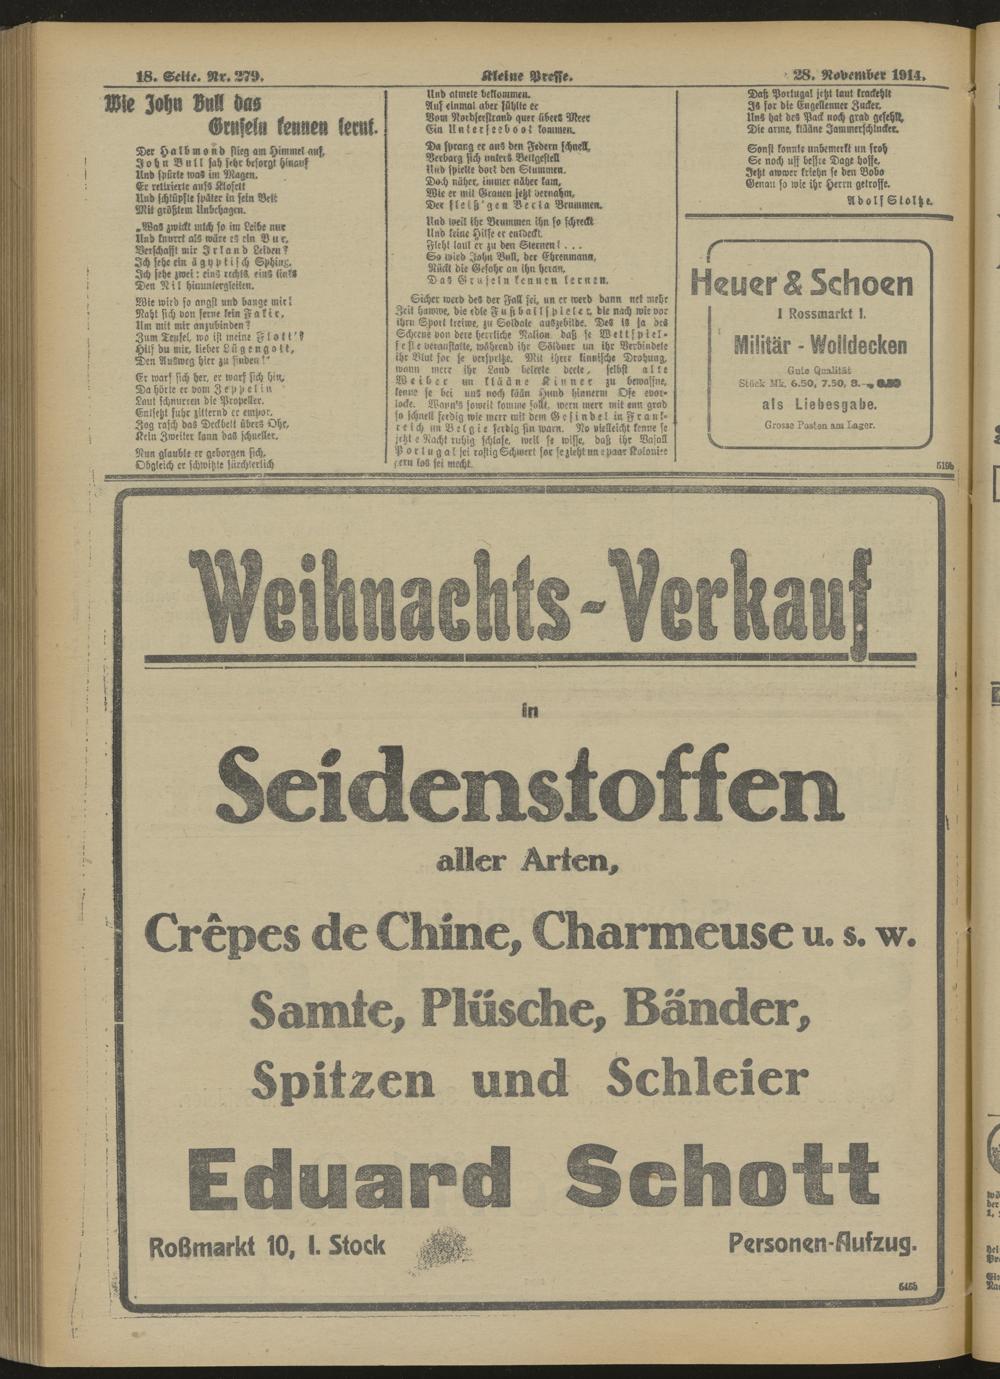 18. Seite. Nr. 279.
Kleine Presse.
28. November 1914.
Wie John Bull das
Gruseln kennen lernt.
Der Halbmond stieg am Himmel auf,
John Bull sah sehr besorgt hinauf
Und spürte was im Magen.
Er retirierte aufs Klosett
Und schlüpfte später in sein Bett
Mit größtem Unbehagen.
„Was zwickt mich so im Leibe nur
Und knurrt als wäre es ein Bur,
Verschafft mir Irland Leiden?
Ich sehe ein ägyptisch Sphinx,
Ich sehe zwei: eins rechts, eins links
Den Nil hinuntergleiten.
Wie wird so angst und bange mir!
Naht sich von ferne kein Fakir,
Um mit mir anzubinden?
Zum Teufel, wo ist meine Flott'?
Hilf du mir, lieber Lügengott,
Den Ausweg hier zu finden!"
Er warf sich her, er warf sich hin,
Da hörte er vom Zeppelin
Laut schnurren die Propeller.
Entsetzt fuhr zitternd er empor,
Zog rasch das Deckbett übers Ohr,
Kein Zweiter kann das schneller.
Nun glaubte er geborgen sich,
Obgleich er schwitzte fürchterlich
Und atmete beklommen.
Auf einmal aber fühlte er
Vom Nordseestrand quer übers Meer
Ein Unterseeboot kommen.
Da sprang er aus den Federn schnell,
Verbarg sich unters Bettgestell
Und spielte dort den Stummen.
Doch näher, immer näher kam,
Wie er mit Grauen jetzt vernahm,
Der fleiß'gen Berta Brummen.
Und weil ihr Brummen ihn so schreckt
Und keine Hilfe er entdeckt,
Fleht laut er zu den Sternen! . . .
So wird John Bull, der Ehrenmann,
Rückt die Gefahr an ihn heran,
Das Gruseln kennen lernen.
Sicher werd des der Fall sei, un er werd dann net mehr
Zeit hawwe, die edle Fußballspieler, die nach wie vor
ihrn Sport treiwe, zu Soldate auszebilde. Des is ja des
Scheene von dere herrliche Nation, daß se Wettspiel-
feste veranstalte, während ihr Söldner un ihr Verbindete
ihr Blut for se verspritze. Mit ihrer kinnische Drohung,
wann merr ihr Land betrete deete, selbst alte
Weiber un klääne Kinner zu bewaffne,
kenne se bei uns noch kään Hund hinnerm Ofe evor-
locke. Wann's soweit komme sollt, wern merr mit enn grad
so schnell ferdig wie merr mit dem Gesindel in Frank-
reich un Belgie ferdig sin warn. No vielleicht kenne se
jetzt e Nacht ruhig schlafe, weil se wisse, daß ihr Vasall
Portugal sei rostig Schwert for se zieht un e paar Kolonire
gern los sei mecht.
Daß Portugal jetzt laut krackehlt
Is for die Engellenner Zucker.
Uns hat des Pack noch grad gefehlt,
Die arme, klääne Jammerschlucker.
Sonst konnte unbemerkt un froh
Se noch uff bessre Dage hoffe,
Jetzt awwer kriehn se den Bobo
Genau so wie ihr Herrn getroffe.
Adolf Stoltze.
Heuer & Schoen
1 Rossmarkt 1.
Militär - Wolldecken
Gute Qualität
Stück Mk. 6.50, 7.50, 8.—, 8.50
als Liebesgabe.
Grosse Posten am Lager.
519b
Weihnachts-Verkauf
in
Seidenstoffen
aller Arten,
Crêpes de Chine, Charmeuse u. s. w.
Samte, Plüsche, Bänder,
Spitzen und Schleier
Eduard Schott
Roßmarkt 10, I. Stock
Personen-Aufzug.
646b